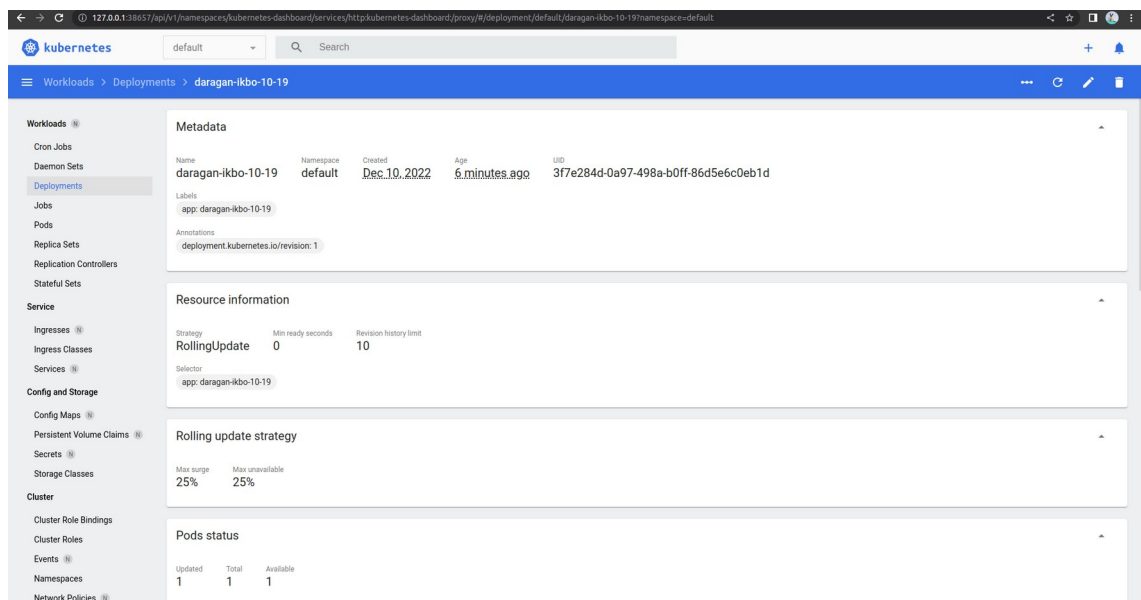 127.0.0.1:38657/api/v1/namespaces/kubernetes-dashboard/services/http:kubernetes-dashboard:/proxy/#/deployment/default/daragan-ikbo-10-19?namespace=default
kubernetes
default
Search
Workloads > Deployments > daragan-ikbo-10-19
Workloads N
Cron Jobs
Daemon Sets
Deployments
Jobs
Pods
Replica Sets
Replication Controllers
Stateful Sets
Service
Ingresses N
Ingress Classes
Services N
Config and Storage
Config Maps N
Persistent Volume Claims N
Secrets N
Storage Classes
Cluster
Cluster Role Bindings
Cluster Roles
Events N
Namespaces
Network Policies N
Metadata
Name Namespace Created Age UID
daragan-ikbo-10-19 default Dec 10, 2022 6 minutes ago 3f7e284d-0a97-498a-b0ff-86d5e6c0eb1d
Labels
app: daragan-ikbo-10-19
Annotations
deployment.kubernetes.io/revision: 1
Resource information
Strategy Min ready seconds Revision history limit
RollingUpdate 0 10
Selector
app: daragan-ikbo-10-19
Rolling update strategy
Max surge Max unavailable
25% 25%
Pods status
Updated Total Available
1 1 1